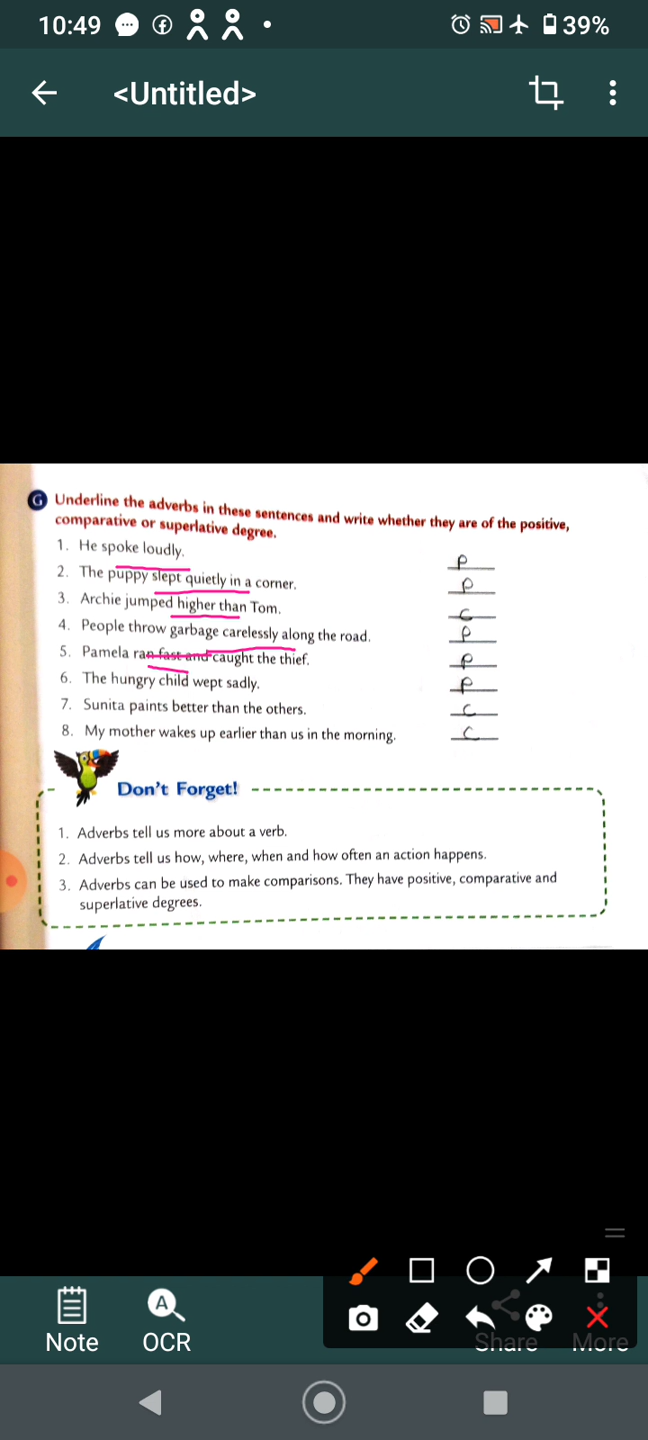 10:49
39%
<Untitled>
G Underline the adverbs in these sentences and write whether they are of the positive,
comparative or superlative degree.
1. He spoke loudly. P
2. The puppy slept quietly in a corner. P
3. Archie jumped higher than Tom. C
4. People throw garbage carelessly along the road. P
5. Pamela ran fast and caught the thief. P
6. The hungry child wept sadly. P
7. Sunita paints better than the others. C
8. My mother wakes up earlier than us in the morning. C
Don't Forget!
1. Adverbs tell us more about a verb.
2. Adverbs tell us how, where, when and how often an action happens.
3. Adverbs can be used to make comparisons. They have positive, comparative and
superlative degrees.
A
Note
OCR
Share
More